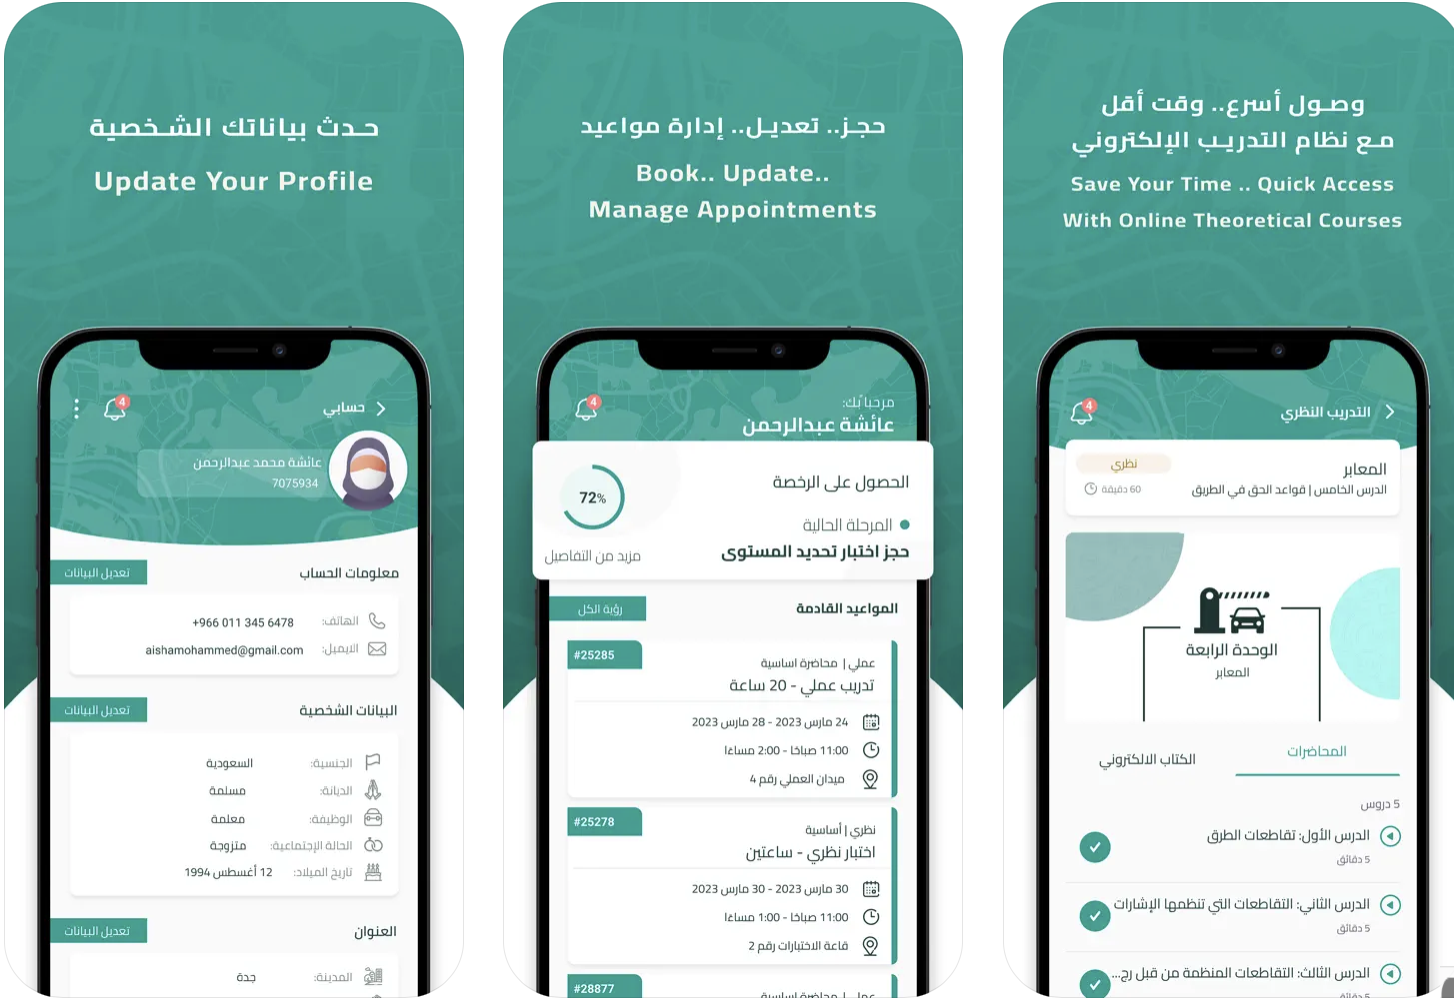 حدث بياناتك الشخصية
Update Your Profile
4
حسابي
عائشة محمد عبدالرحمن
7075934
معلومات الحساب
تعديل البيانات
الهاتف:
+966 011 345 6478
الايميل:
aishamohammed@gmail.com
البيانات الشخصية
تعديل البيانات
الجنسية:
السعودية
الديانة:
مسلمة
الوظيفة:
معلمة
الحالة الإجتماعية:
متزوجة
تاريخ الميلاد:
12 أغسطس 1994
العنوان
تعديل البيانات
المدينة:
جدة
حجز.. تعديل.. إدارة مواعيد
Book.. Update..
Manage Appointments
4
مرحبا بك:
عائشة عبدالرحمن
الحصول على الرخصة
72%
المرحلة الحالية
حجز اختبار تحديد المستوى
مزيد من التفاصيل
المواعيد القادمة
رؤية الكل
#25285
عملي | محاضرة اساسية
تدريب عملي - 20 ساعة
24 مارس 2023 - 28 مارس 2023
11:00 صباحًا - 2:00 مساءًا
ميدان العملي رقم 4
#25278
نظري | أساسية
اختبار نظري - ساعتين
30 مارس 2023 - 30 مارس 2023
11:00 صباحًا - 1:00 مساءًا
قاعة الاختبارات رقم 2
#28877
عملي | محاضرة اساسية
وصول أسرع.. وقت أقل
مع نظام التدريب الإلكتروني
Save Your Time .. Quick Access
With Online Theoretical Courses
4
التدريب النظري
المعابر
نظري
الدرس الخامس | قواعد الحق في الطريق
60 دقيقة
الوحدة الرابعة
المعابر
المحاضرات
الكتاب الالكتروني
5 دروس
الدرس الأول: تقاطعات الطرق
5 دقائق
الدرس الثاني: التقاطعات التي تنظمها الإشارات
5 دقائق
الدرس الثالث: التقاطعات المنظمة من قبل رج...
5 دقائق